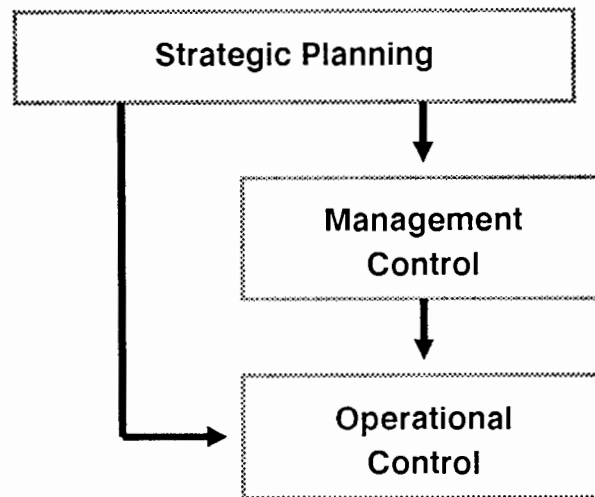 Strategic Planning
Management
Control
Operational
Control